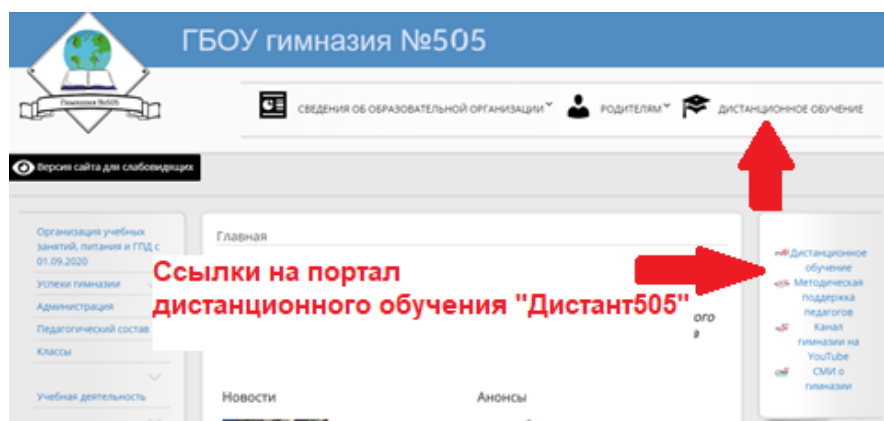 ГБОУ гимназия №505
Гимназия №505
СВЕДЕНИЯ ОБ ОБРАЗОВАТЕЛЬНОЙ ОРГАНИЗАЦИИ
РОДИТЕЛЯМ
ДИСТАНЦИОННОЕ ОБУЧЕНИЕ
Версия сайта для слабовидящих
Организация учебных
занятий, питания и ГПД с
01.09.2020
Успехи гимназии
Администрация
Педагогический состав
Классы
Учебная деятельность
Главная
Ссылки на портал
дистанционного обучения "Дистант505"
ого
в
Новости
Анонсы
Дистанционное
обучение
Методическая
поддержка
педагогов
Канал
гимназии на
YouTube
СМИ о
гимназии